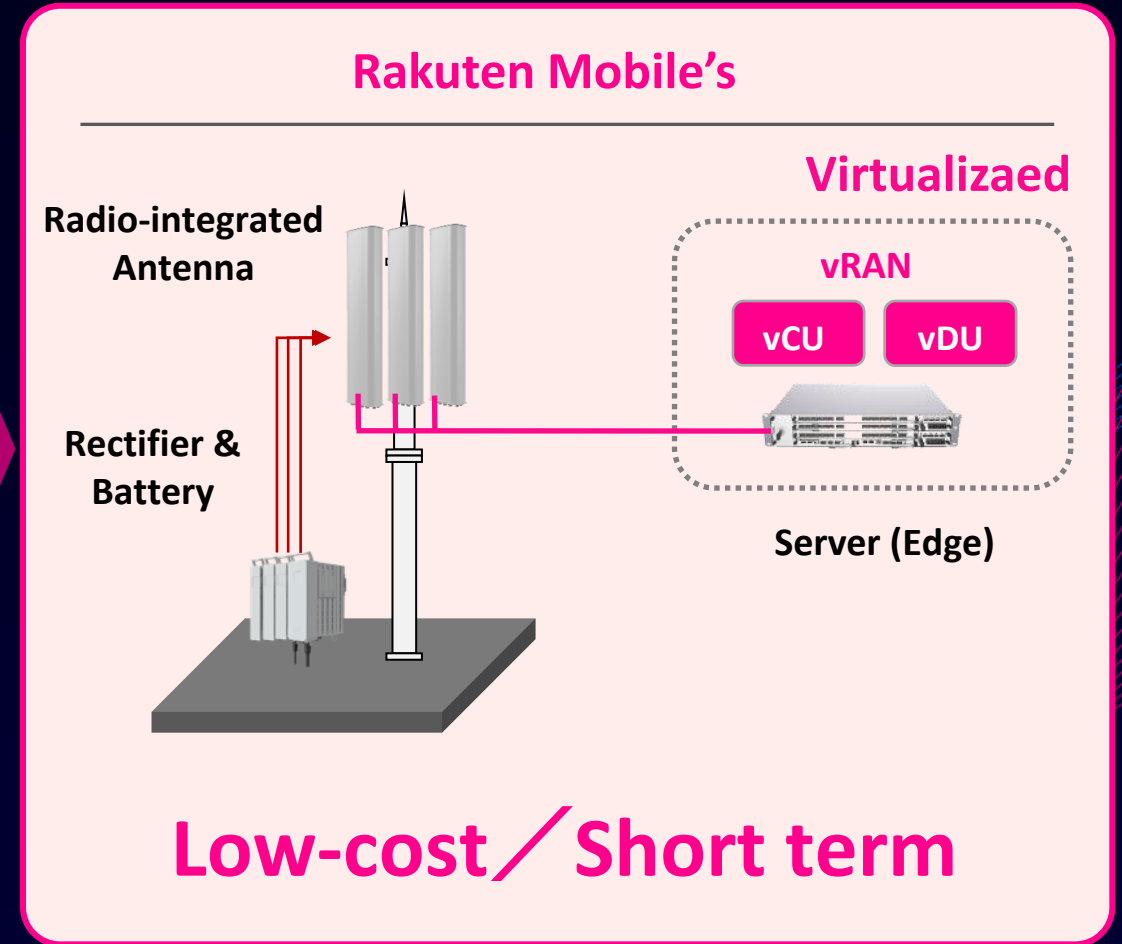 Rakuten Mobile's
Virtualizaed
Radio-integrated
Antenna
vRAN
vCU
vDU
Rectifier &
Battery
Server (Edge)
Low-cost／Short term